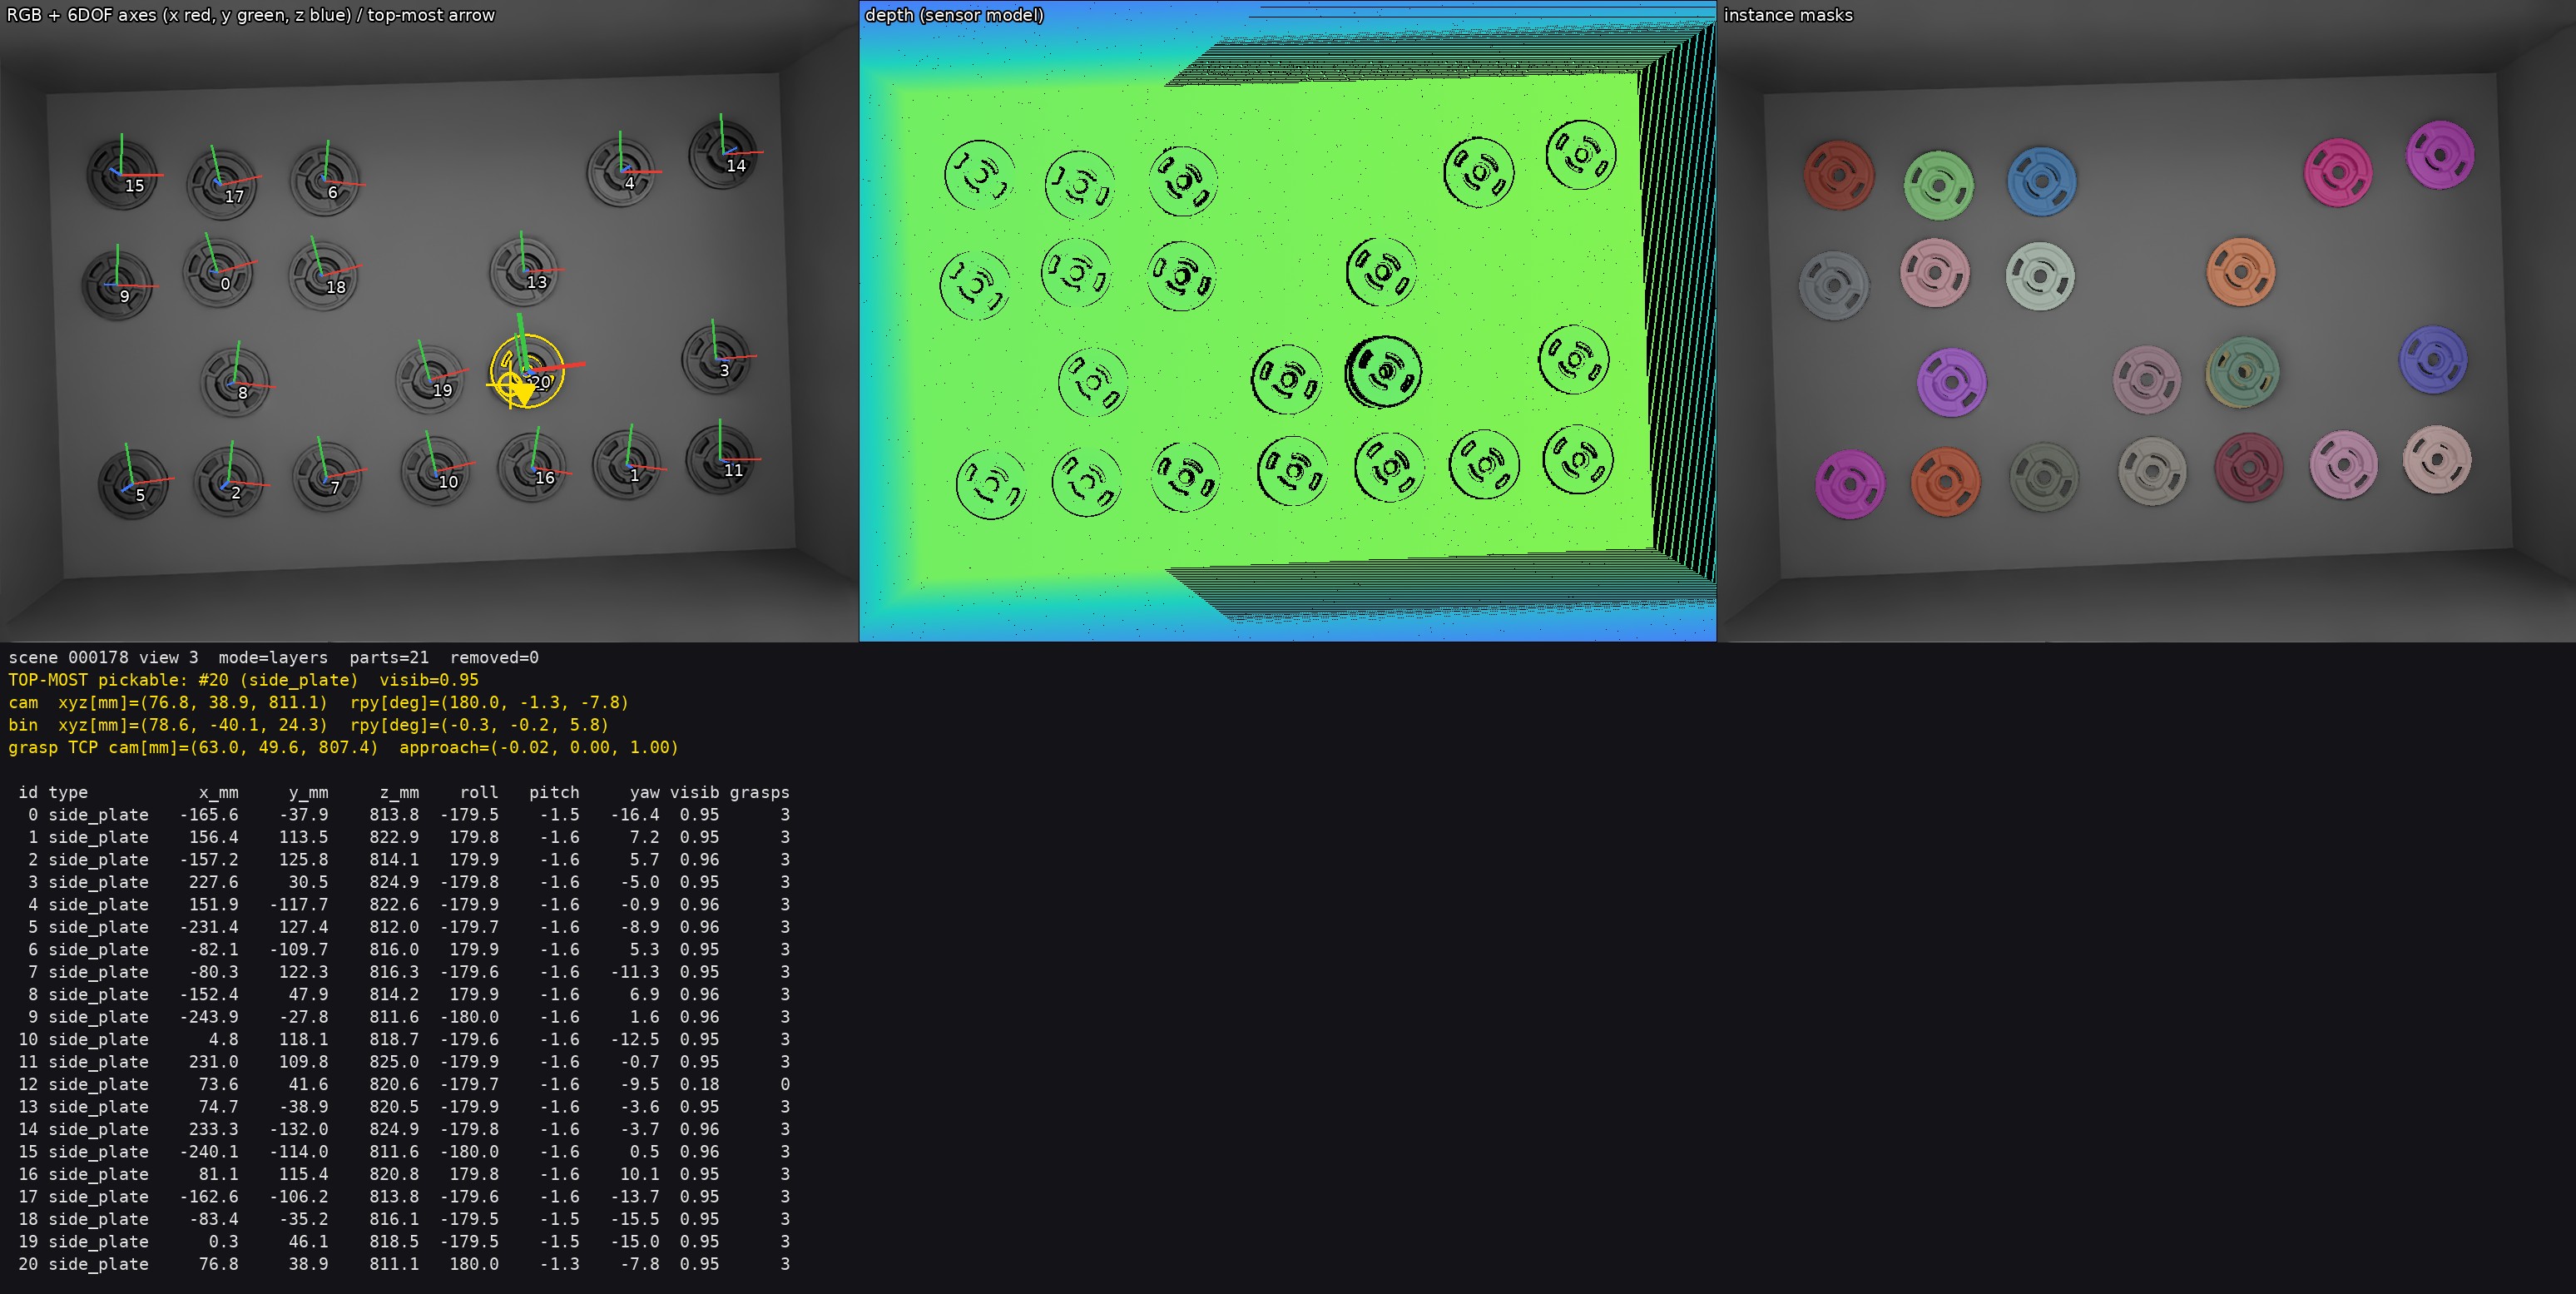 RGB + 6DOF axes (x red, y green, z blue) / top-most arrow
depth (sensor model)
instance masks
14
15
4
17
6
13
9
0
18
3
20
8
19
11
16
1
10
7
5
2
scene 000178 view 3  mode=layers  parts=21  removed=0
TOP-MOST pickable: #20 (side_plate)  visib=0.95
cam  xyz[mm]=(76.8, 38.9, 811.1)  rpy[deg]=(180.0, -1.3, -7.8)
bin  xyz[mm]=(78.6, -40.1, 24.3)  rpy[deg]=(-0.3, -0.2, 5.8)
grasp TCP cam[mm]=(63.0, 49.6, 807.4)  approach=(-0.02, 0.00, 1.00)
id type x_mm y_mm z_mm roll pitch yaw visib grasps
0 side_plate -165.6 -37.9 813.8 -179.5 -1.5 -16.4 0.95 3
1 side_plate 156.4 113.5 822.9 179.8 -1.6 7.2 0.95 3
2 side_plate -157.2 125.8 814.1 179.9 -1.6 5.7 0.96 3
3 side_plate 227.6 30.5 824.9 -179.8 -1.6 -5.0 0.95 3
4 side_plate 151.9 -117.7 822.6 -179.9 -1.6 -0.9 0.96 3
5 side_plate -231.4 127.4 812.0 -179.7 -1.6 -8.9 0.96 3
6 side_plate -82.1 -109.7 816.0 179.9 -1.6 5.3 0.95 3
7 side_plate -80.3 122.3 816.3 -179.6 -1.6 -11.3 0.95 3
8 side_plate -152.4 47.9 814.2 179.9 -1.6 6.9 0.96 3
9 side_plate -243.9 -27.8 811.6 -180.0 -1.6 1.6 0.96 3
10 side_plate 4.8 118.1 818.7 -179.6 -1.6 -12.5 0.95 3
11 side_plate 231.0 109.8 825.0 -179.9 -1.6 -0.7 0.95 3
12 side_plate 73.6 41.6 820.6 -179.7 -1.6 -9.5 0.18 0
13 side_plate 74.7 -38.9 820.5 -179.9 -1.6 -3.6 0.95 3
14 side_plate 233.3 -132.0 824.9 -179.8 -1.6 -3.7 0.96 3
15 side_plate -240.1 -114.0 811.6 -180.0 -1.6 0.5 0.96 3
16 side_plate 81.1 115.4 820.8 179.8 -1.6 10.1 0.95 3
17 side_plate -162.6 -106.2 813.8 -179.6 -1.6 -13.7 0.95 3
18 side_plate -83.4 -35.2 816.1 -179.5 -1.5 -15.5 0.95 3
19 side_plate 0.3 46.1 818.5 -179.5 -1.5 -15.0 0.95 3
20 side_plate 76.8 38.9 811.1 180.0 -1.3 -7.8 0.95 3